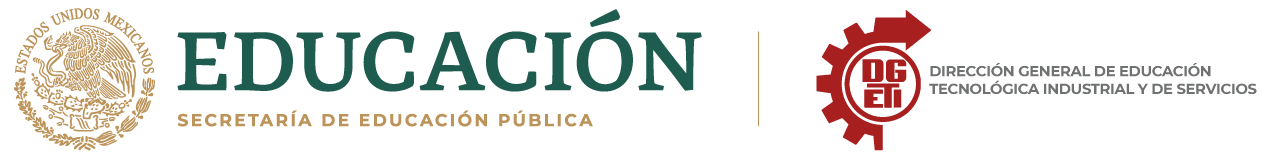 ESTADOS UNIDOS MEXICANOS
EDUCACIÓN
SECRETARÍA DE EDUCACIÓN PÚBLICA
DG
ETI
DIRECCIÓN GENERAL DE EDUCACIÓN
TECNOLÓGICA INDUSTRIAL Y DE SERVICIOS